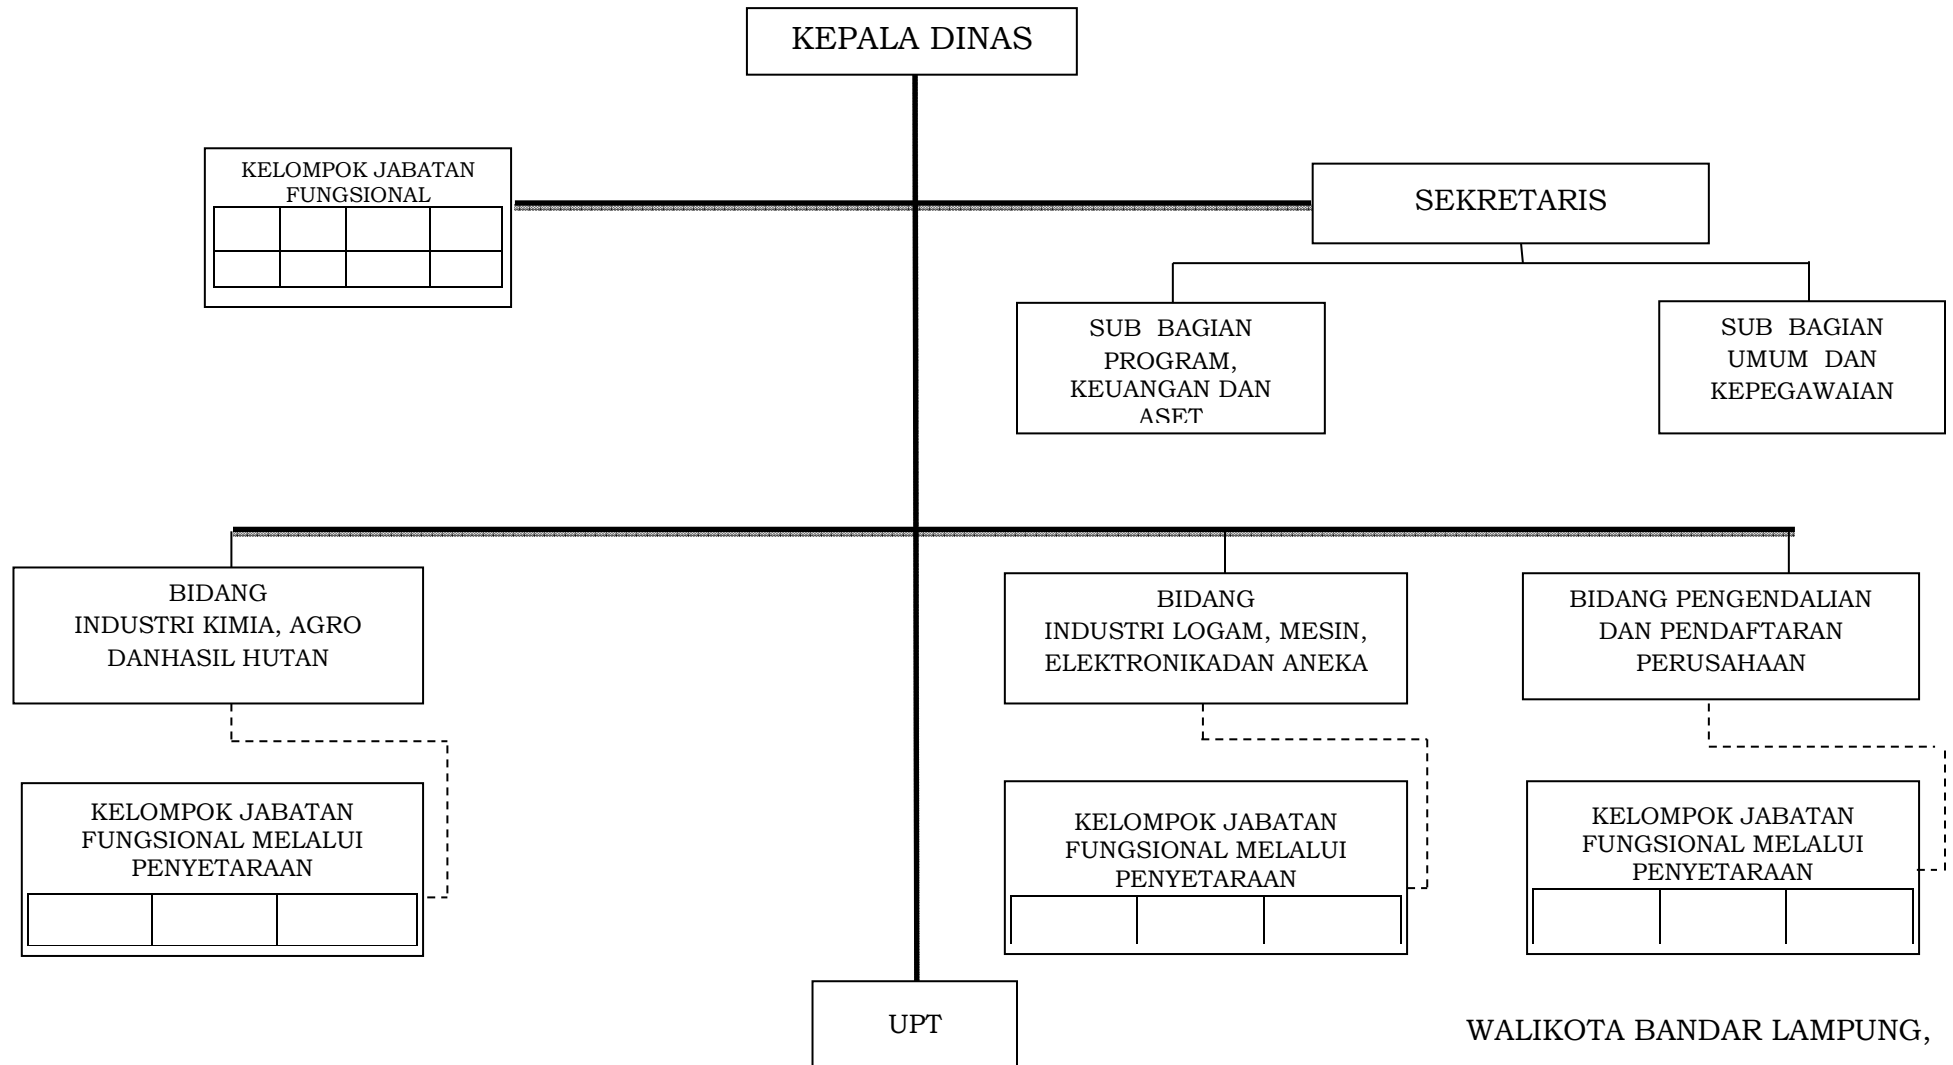 KEPALA DINAS
KELOMPOK JABATAN
FUNGSIONAL
SEKRETARIS
SUB BAGIAN
PROGRAM,
KEUANGAN DAN
ASET
SUB BAGIAN
UMUM DAN
KEPEGAWAIAN
BIDANG
INDUSTRI KIMIA, AGRO
DANHASIL HUTAN
BIDANG
INDUSTRI LOGAM, MESIN,
ELEKTRONIKADAN ANEKA
BIDANG PENGENDALIAN
DAN PENDAFTARAN
PERUSAHAAN
KELOMPOK JABATAN
FUNGSIONAL MELALUI
PENYETARAAN
KELOMPOK JABATAN
FUNGSIONAL MELALUI
PENYETARAAN
KELOMPOK JABATAN
FUNGSIONAL MELALUI
PENYETARAAN
UPT
WALIKOTA BANDAR LAMPUNG,